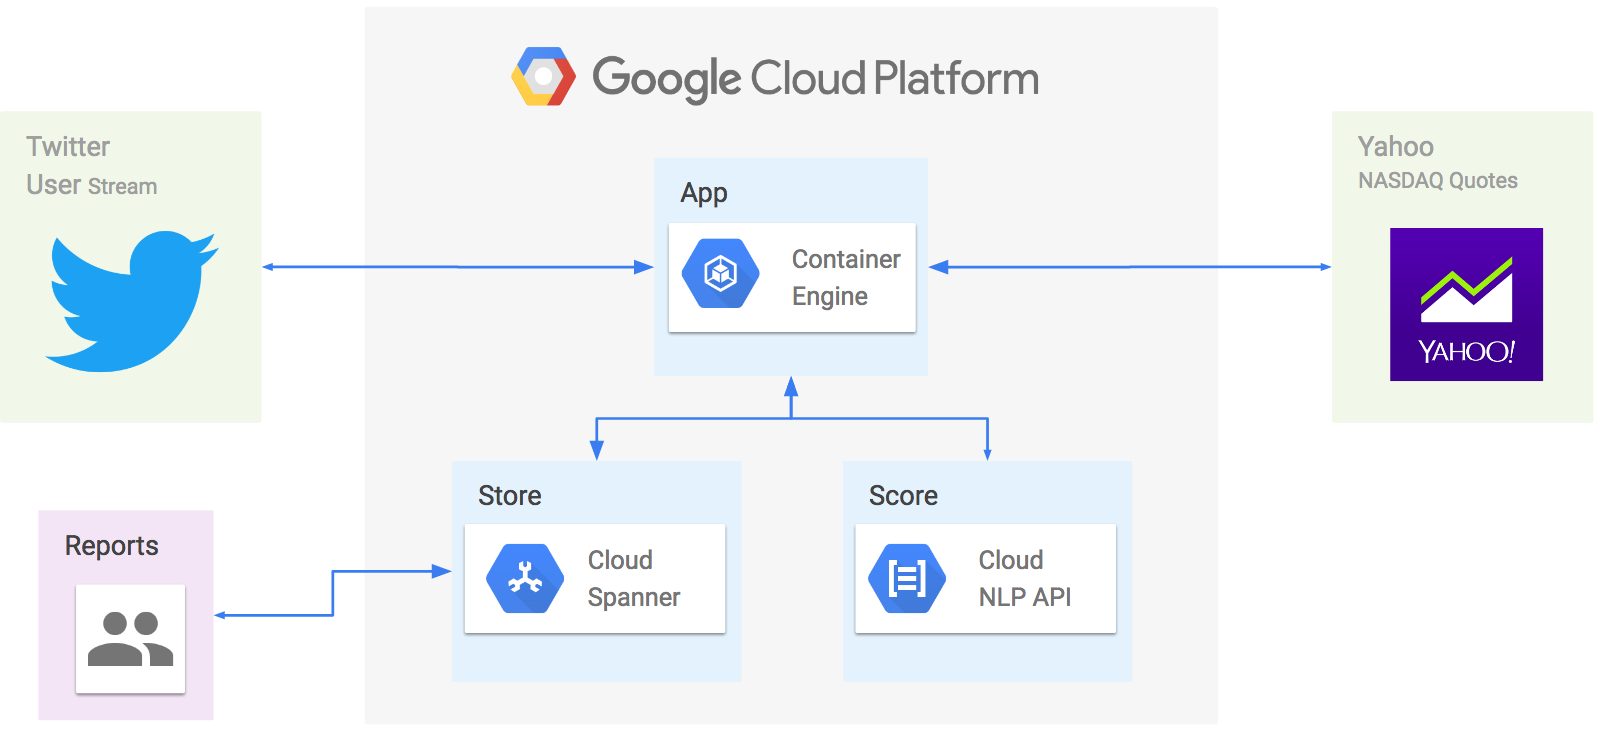 Google Cloud Platform
Twitter
User Stream
Yahoo
NASDAQ Quotes
YAHOO!
App
Container
Engine
Store
Cloud
Spanner
Score
Cloud
NLP API
Reports